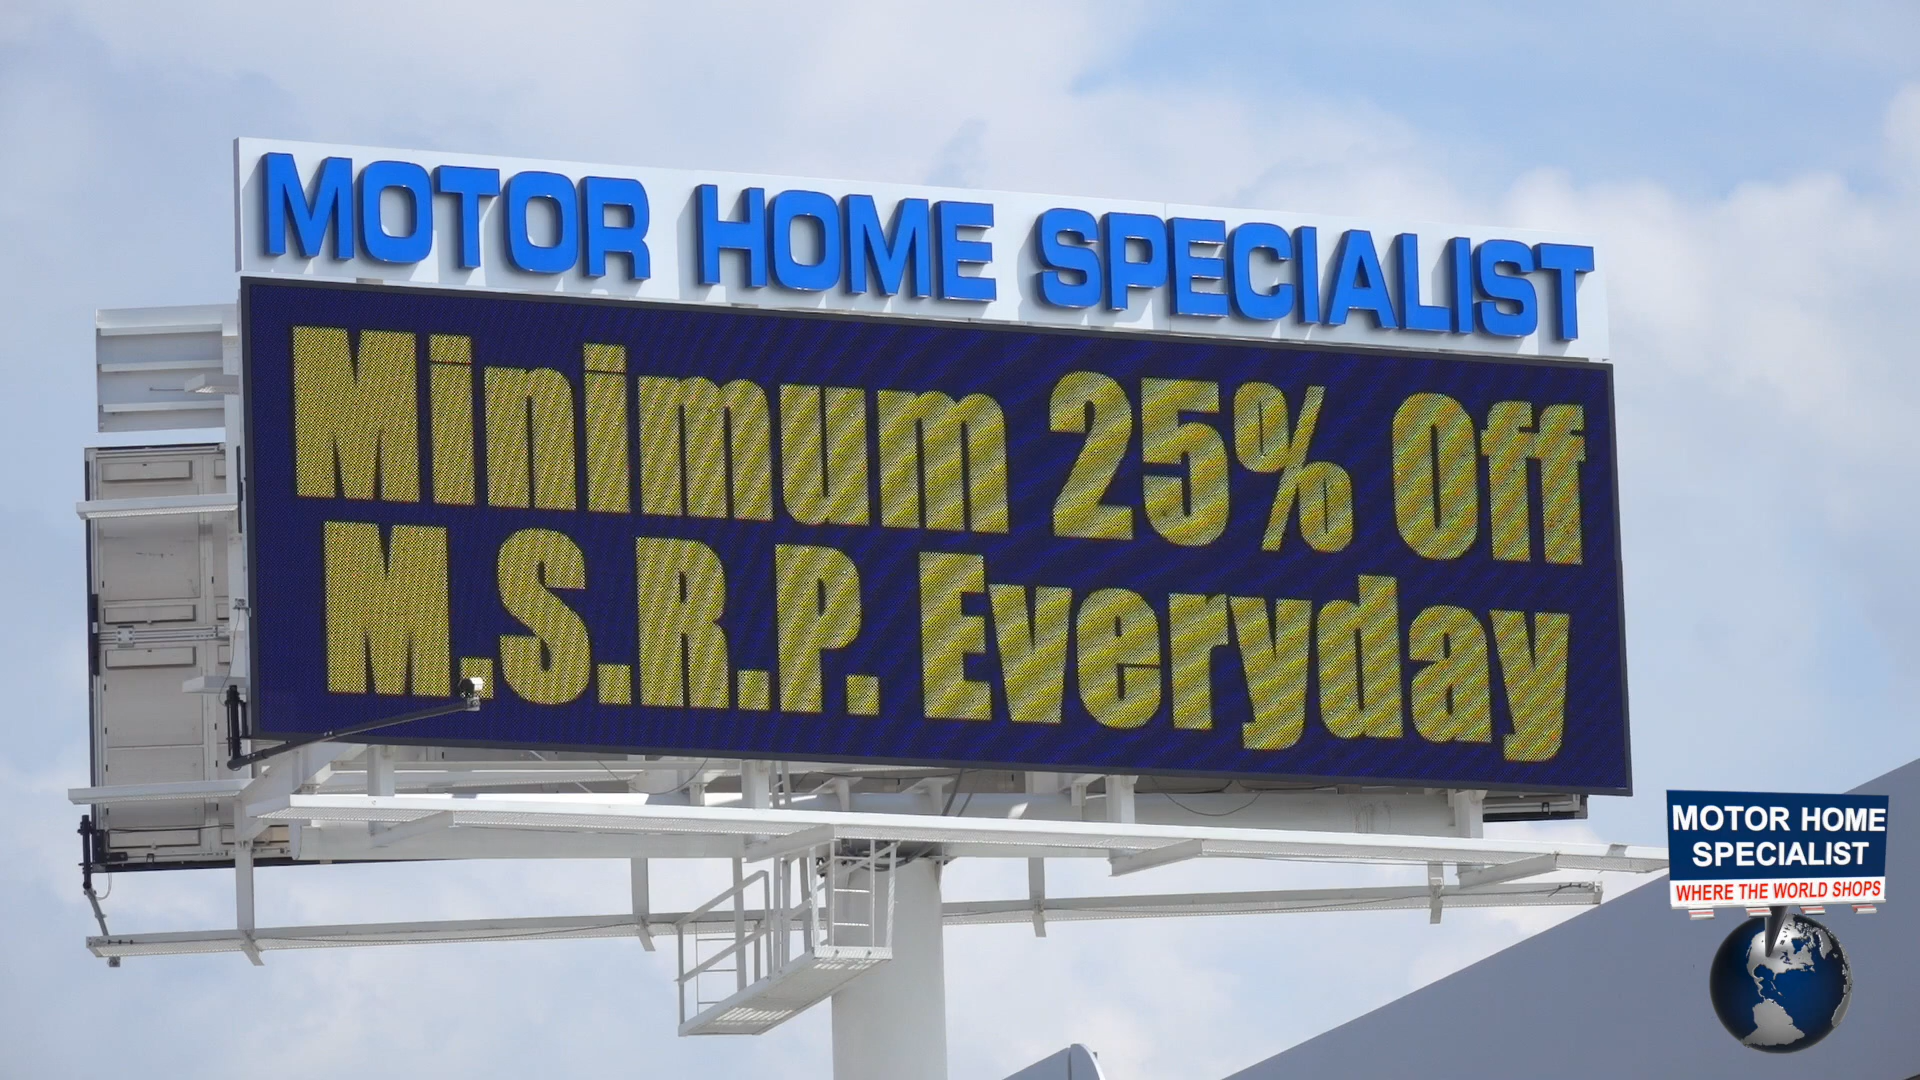 MOTOR HOME SPECIALIST
Minimum 25% Off
M.S.R.P. Everyday
MOTOR HOME
SPECIALIST
WHERE THE WORLD SHOPS